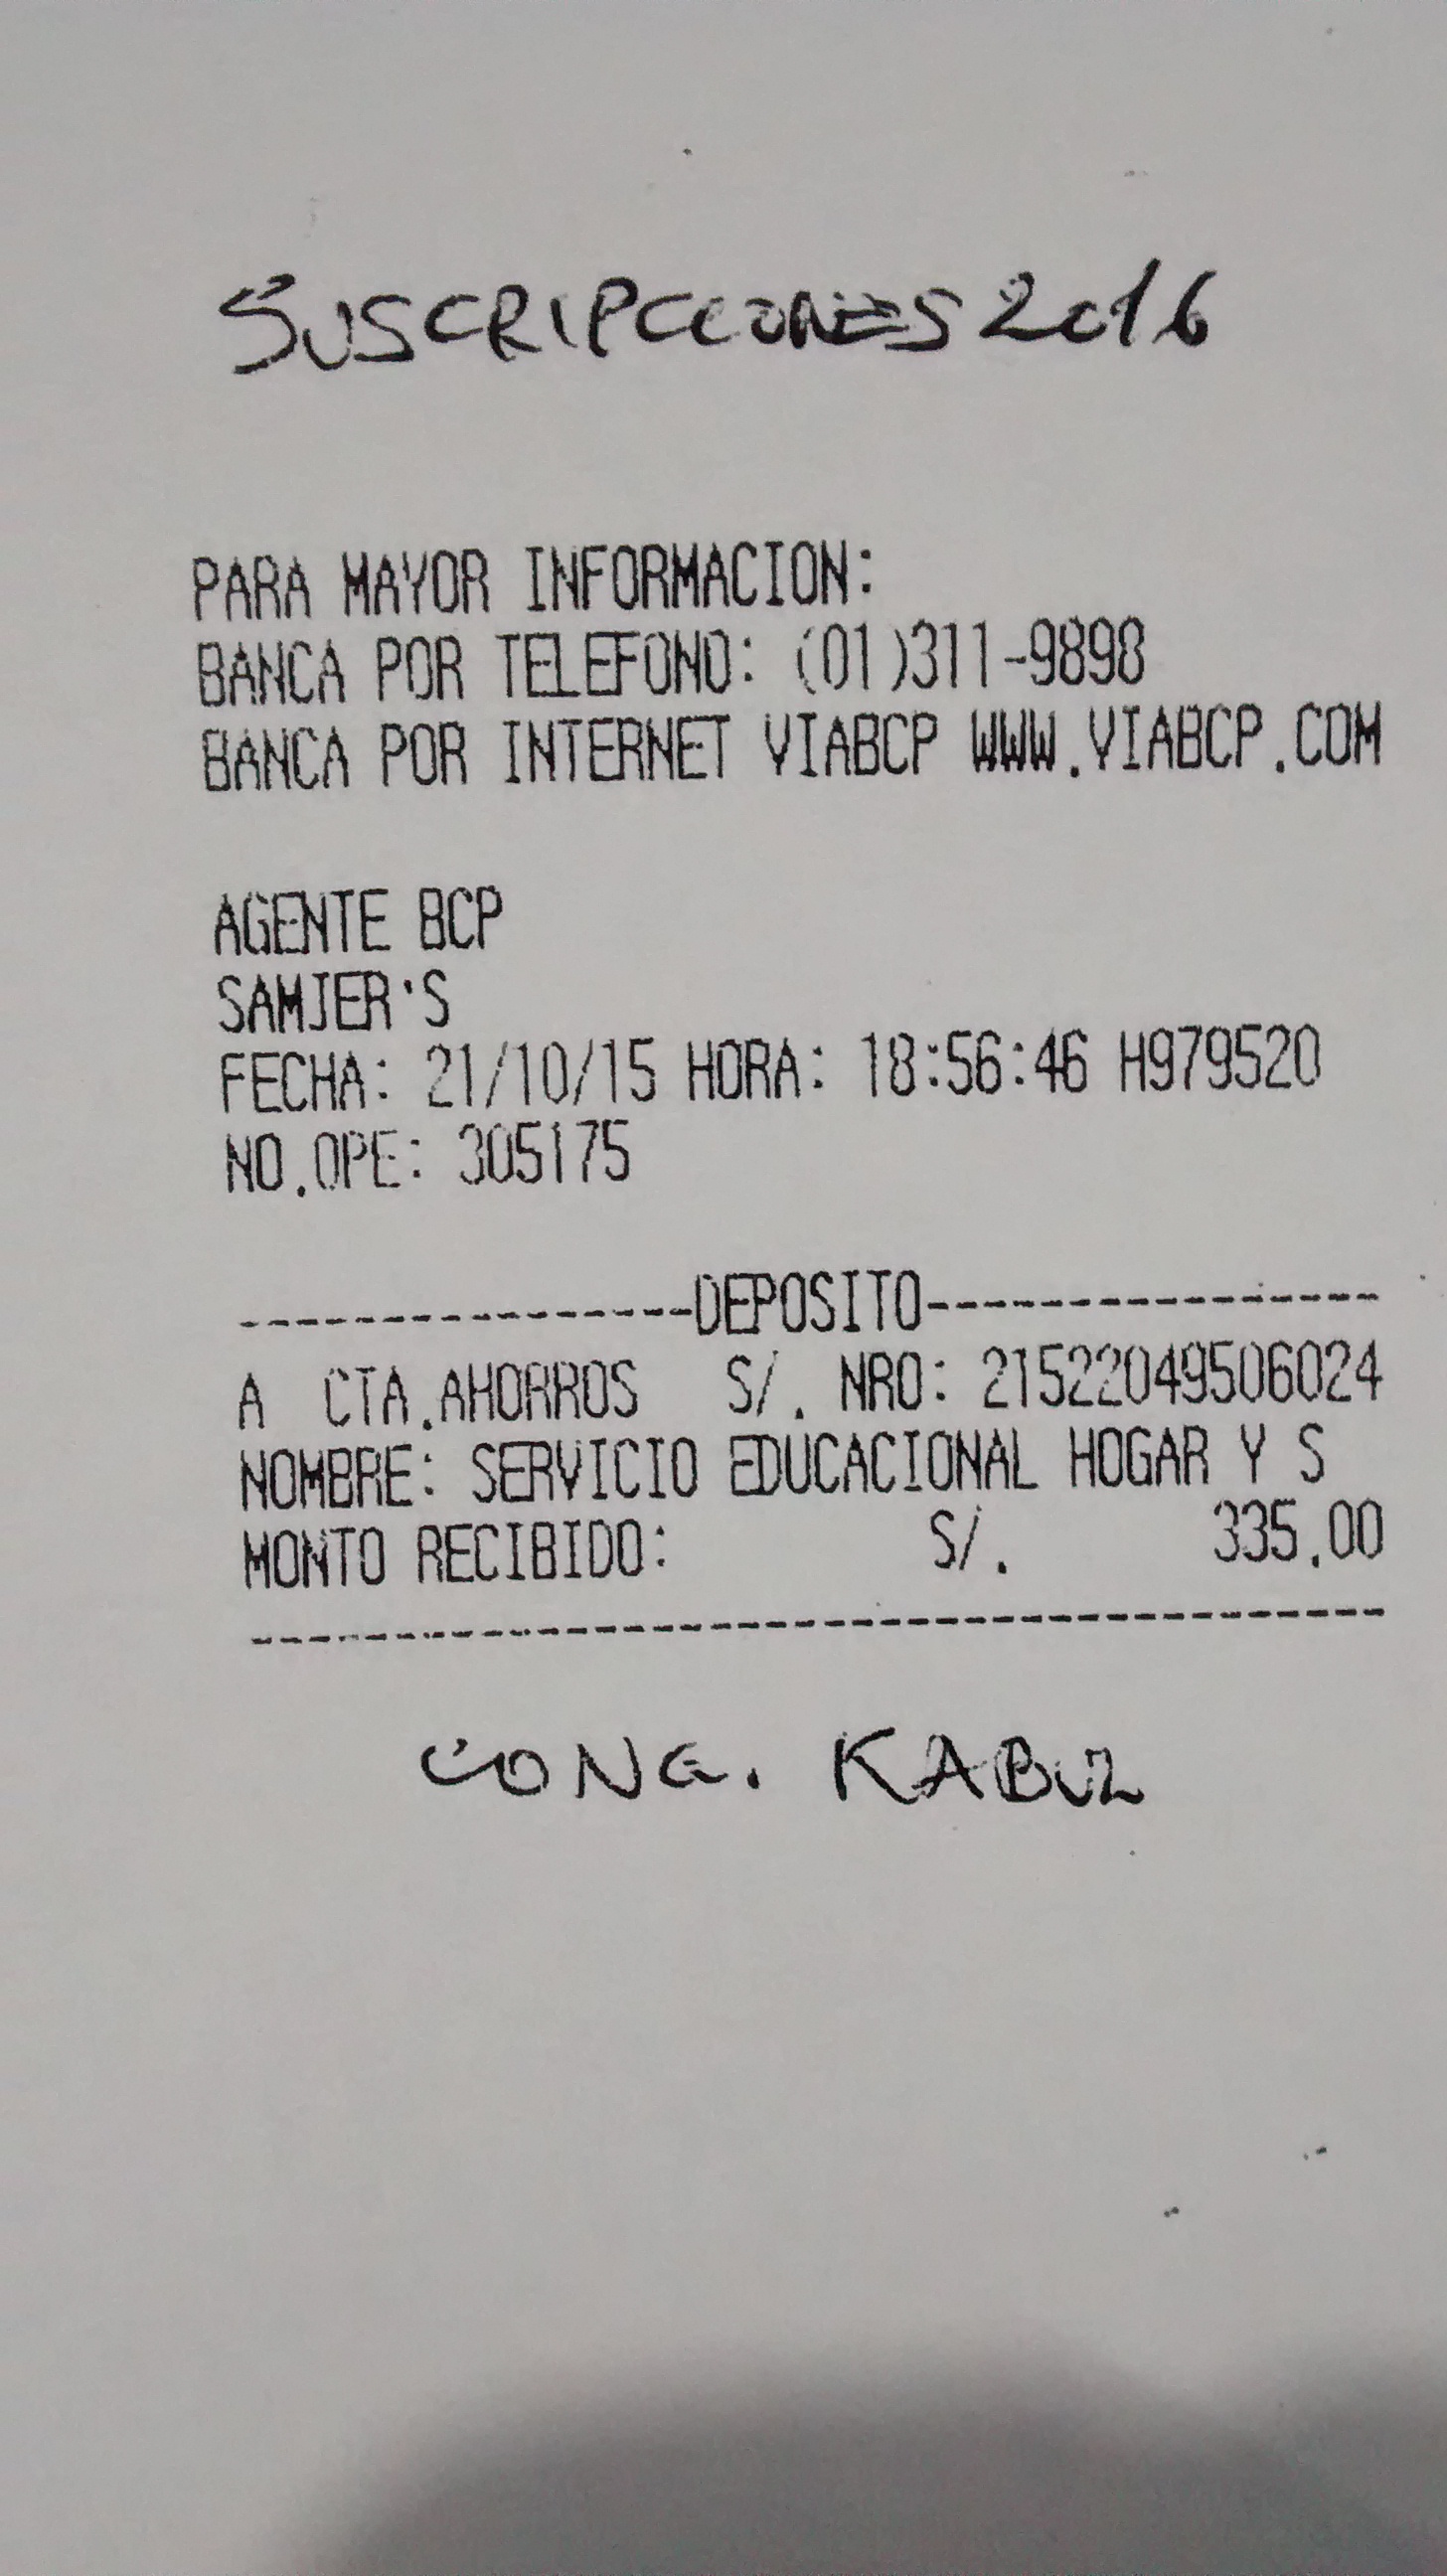 SUSCRIPCCIONES 2016
PARA MAYOR INFORMACION:
BANCA POR TELEFONO: (01)311-9898
BANCA POR INTERNET VIABCP WWW.VIABCP.COM
AGENTE BCP
SAMJER'S
FECHA: 21/10/15 HORA: 18:56:46 H979520
NO.OPE: 305175
----------------DEPOSITO----------------
A CTA.AHORROS S/. NRO: 21522049506024
NOMBRE: SERVICIO EDUCACIONAL HOGAR Y S
MONTO RECIBIDO: S/. 335.00
----------------------------------------
CONG. KABUL